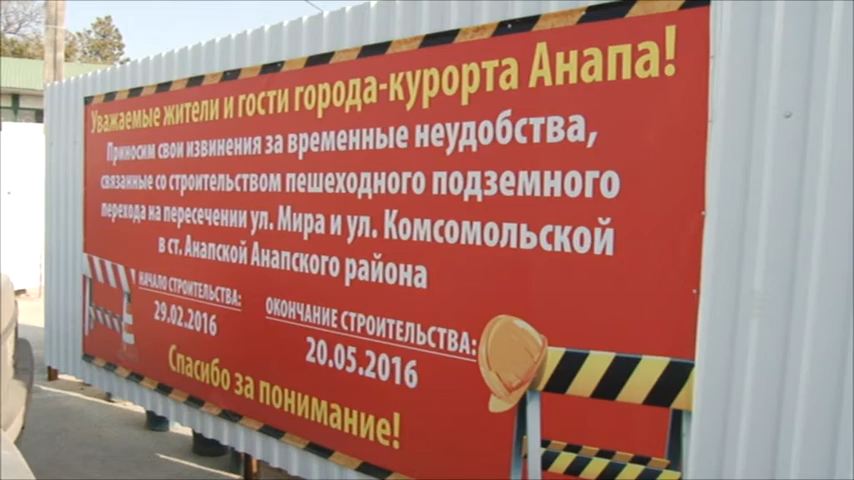 Уважаемые жители и гости города-курорта Анапа!
Приносим свои извинения за временные неудобства,
связанные со строительством пешеходного подземного
перехода на пересечении ул. Мира и ул. Комсомольской
в ст. Анапской Анапского района
НАЧАЛО СТРОИТЕЛЬСТВА:
29.02.2016
ОКОНЧАНИЕ СТРОИТЕЛЬСТВА:
20.05.2016
Спасибо за понимание!